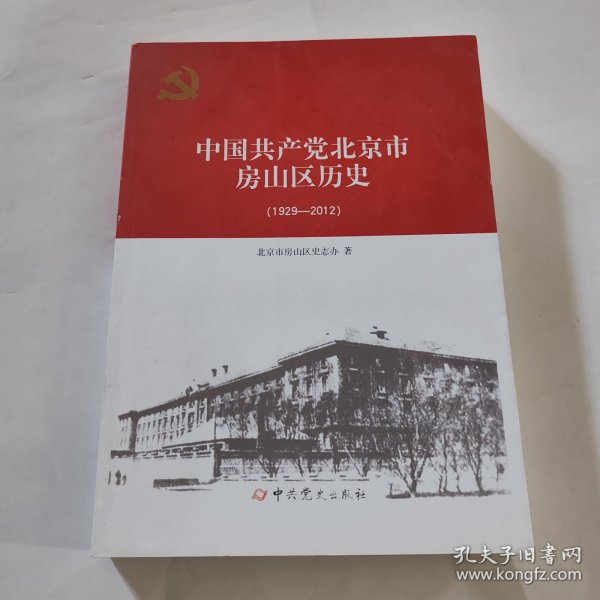 中国共产党北京市
房山区历史
(1929—2012)
北京市房山区史志办 著
中共党史出版社
孔夫子旧书网
www.kongfz.com